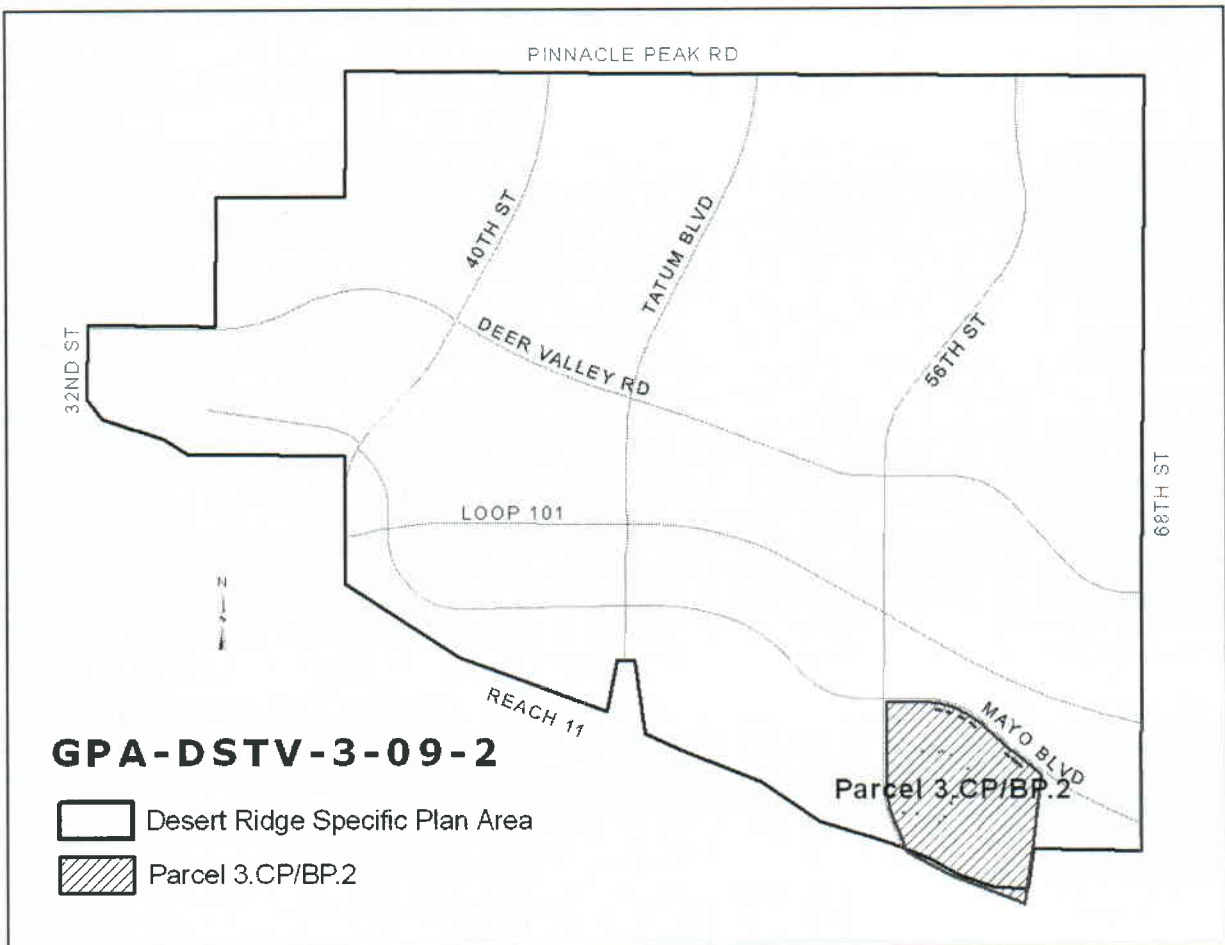 PINNACLE PEAK RD
40TH ST
TATUM BLVD
DEER VALLEY RD
56TH ST
32ND ST
68TH ST
LOOP 101
N
REACH 11
MAYO BLVD
Parcel 3.CP/BP.2
GPA-DSTV-3-09-2
Desert Ridge Specific Plan Area
Parcel 3.CP/BP.2